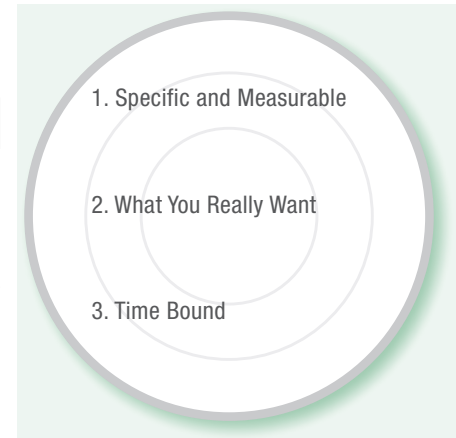 1. Specific and Measurable
2. What You Really Want
3. Time Bound